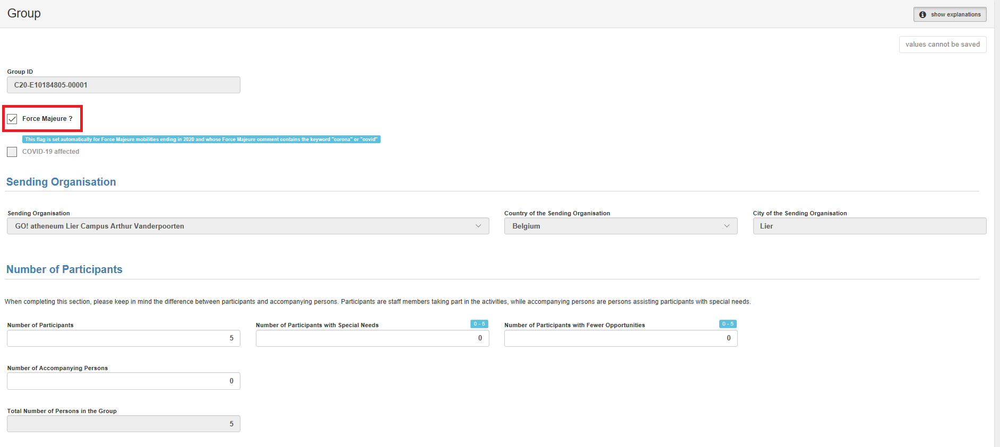 Group
show explanations
values cannot be saved
Group ID
C20-E10184805-00001
Force Majeure ?
This flag is set automatically for Force Majeure mobilities ending in 2020 and whose Force Majeure comment contains the keyword "corona" or "covid"
COVID-19 affected
Sending Organisation
Sending Organisation
Country of the Sending Organisation
City of the Sending Organisation
GO! atheneum Lier Campus Arthur Vanderpoorten
Belgium
Lier
Number of Participants
When completing this section, please keep in mind the difference between participants and accompanying persons. Participants are staff members taking part in the activities, while accompanying persons are persons assisting participants with special needs.
Number of Participants
Number of Participants with Special Needs
0 - 5
Number of Participants with Fewer Opportunities
0 - 5
5
0
0
Number of Accompanying Persons
0
Total Number of Persons in the Group
5